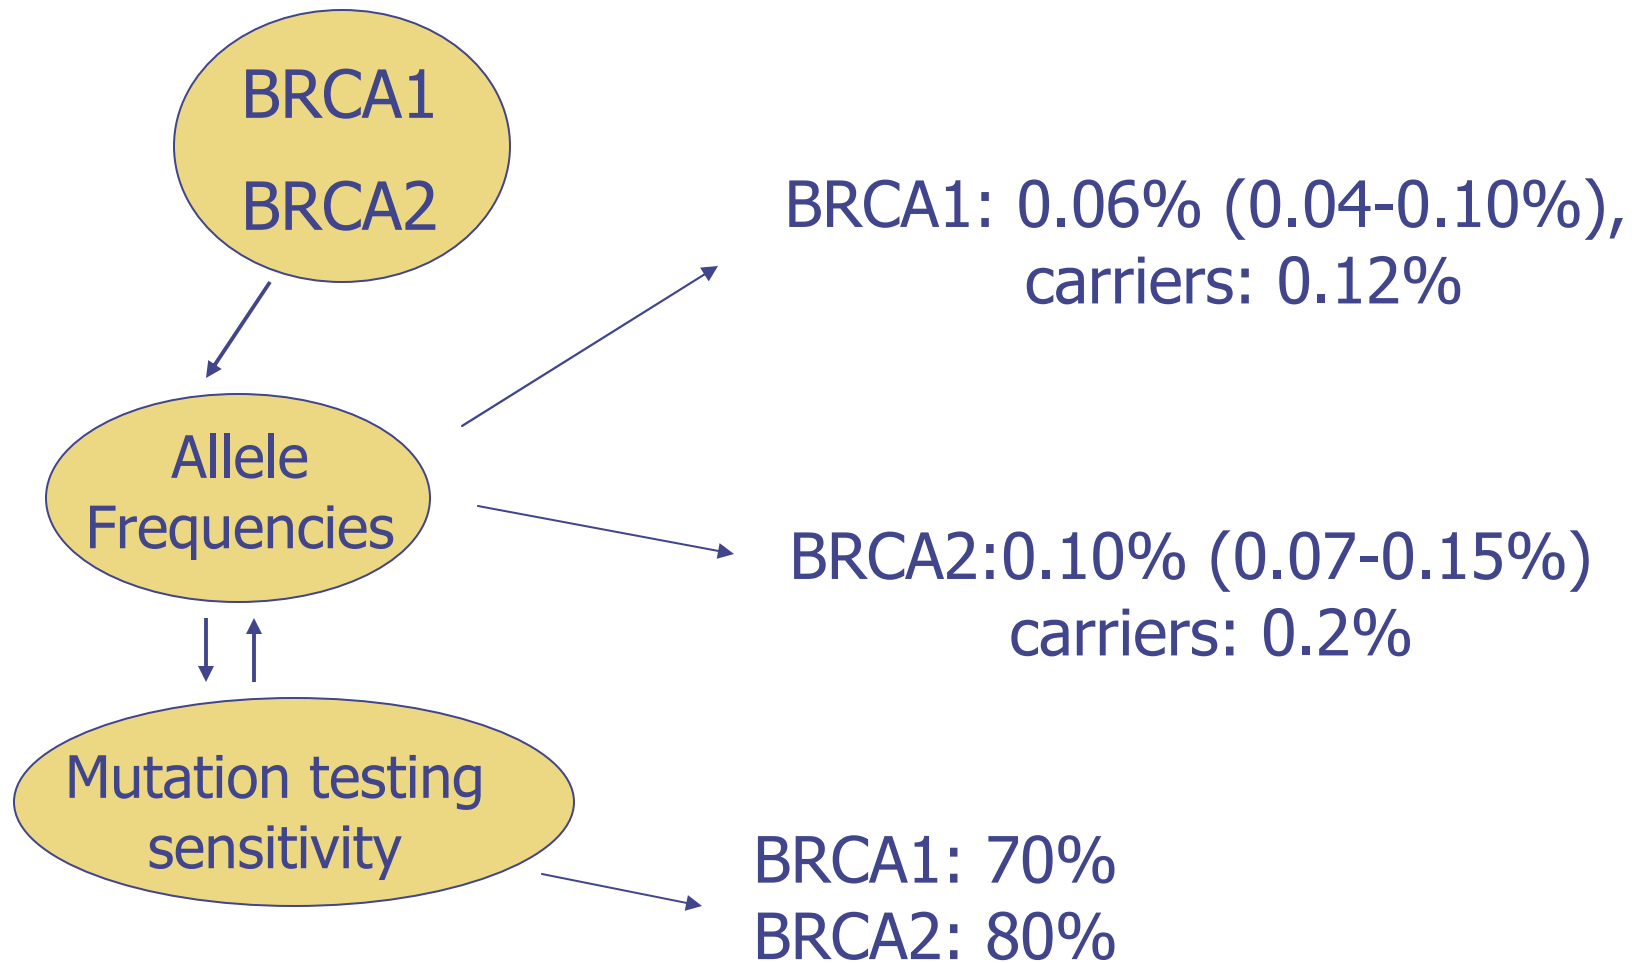 BRCA1
BRCA2
BRCA1: 0.06% (0.04-0.10%),
carriers: 0.12%
Allele
Frequencies
BRCA2:0.10% (0.07-0.15%)
carriers: 0.2%
Mutation testing
sensitivity
BRCA1: 70%
BRCA2: 80%